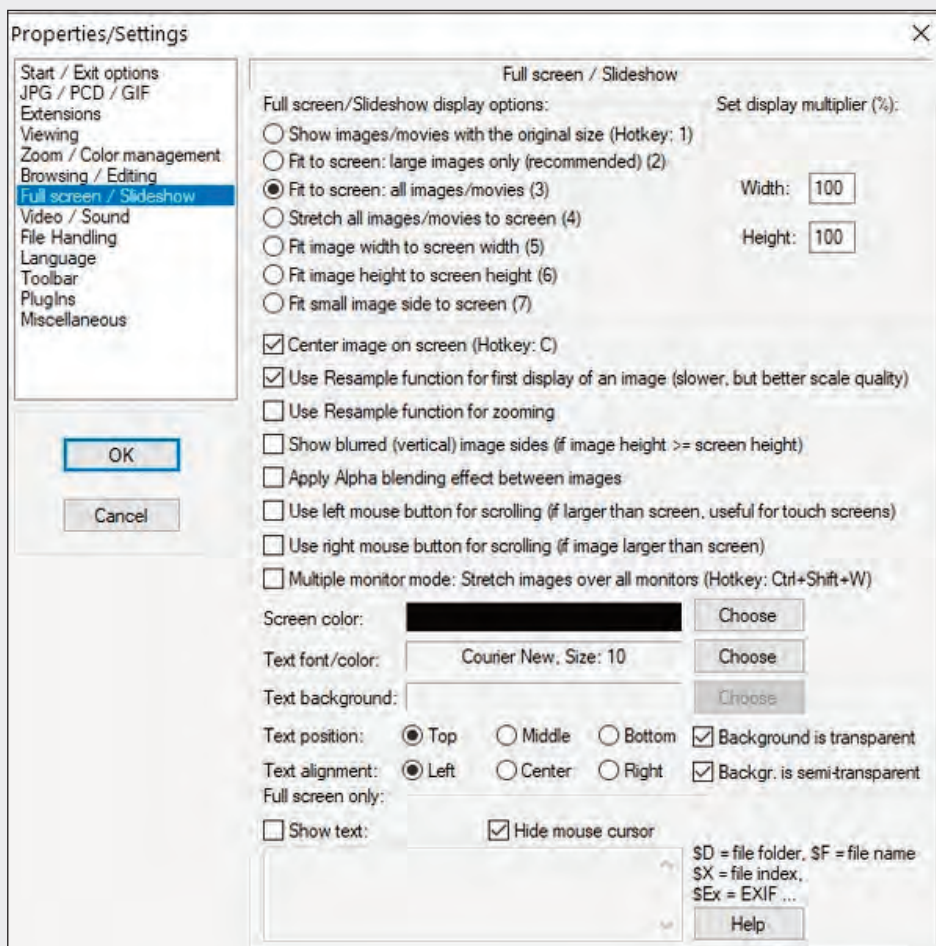 Properties/Settings
Start / Exit options
JPG / PCD / GIF
Extensions
Viewing
Zoom / Color management
Browsing / Editing
Full screen / Slideshow
Video / Sound
File Handling
Language
Toolbar
PlugIns
Miscellaneous
OK
Cancel
Full screen / Slideshow
Full screen/Slideshow display options:
Show images/movies with the original size (Hotkey: 1)
Fit to screen: large images only (recommended) (2)
Fit to screen: all images/movies (3)
Stretch all images/movies to screen (4)
Fit image width to screen width (5)
Fit image height to screen height (6)
Fit small image side to screen (7)
Set display multiplier (%):
Width: 100
Height: 100
Center image on screen (Hotkey: C)
Use Resample function for first display of an image (slower, but better scale quality)
Use Resample function for zooming
Show blurred (vertical) image sides (if image height >= screen height)
Apply Alpha blending effect between images
Use left mouse button for scrolling (if larger than screen, useful for touch screens)
Use right mouse button for scrolling (if image larger than screen)
Multiple monitor mode: Stretch images over all monitors (Hotkey: Ctrl+Shift+W)
Screen color: Choose
Text font/color: Courier New, Size: 10 Choose
Text background: Choose
Text position: Top Middle Bottom Background is transparent
Text alignment: Left Center Right Backgr. is semi-transparent
Full screen only:
Show text: Hide mouse cursor
$D = file folder, $F = file name
$X = file index,
$Ex = EXIF ...
Help